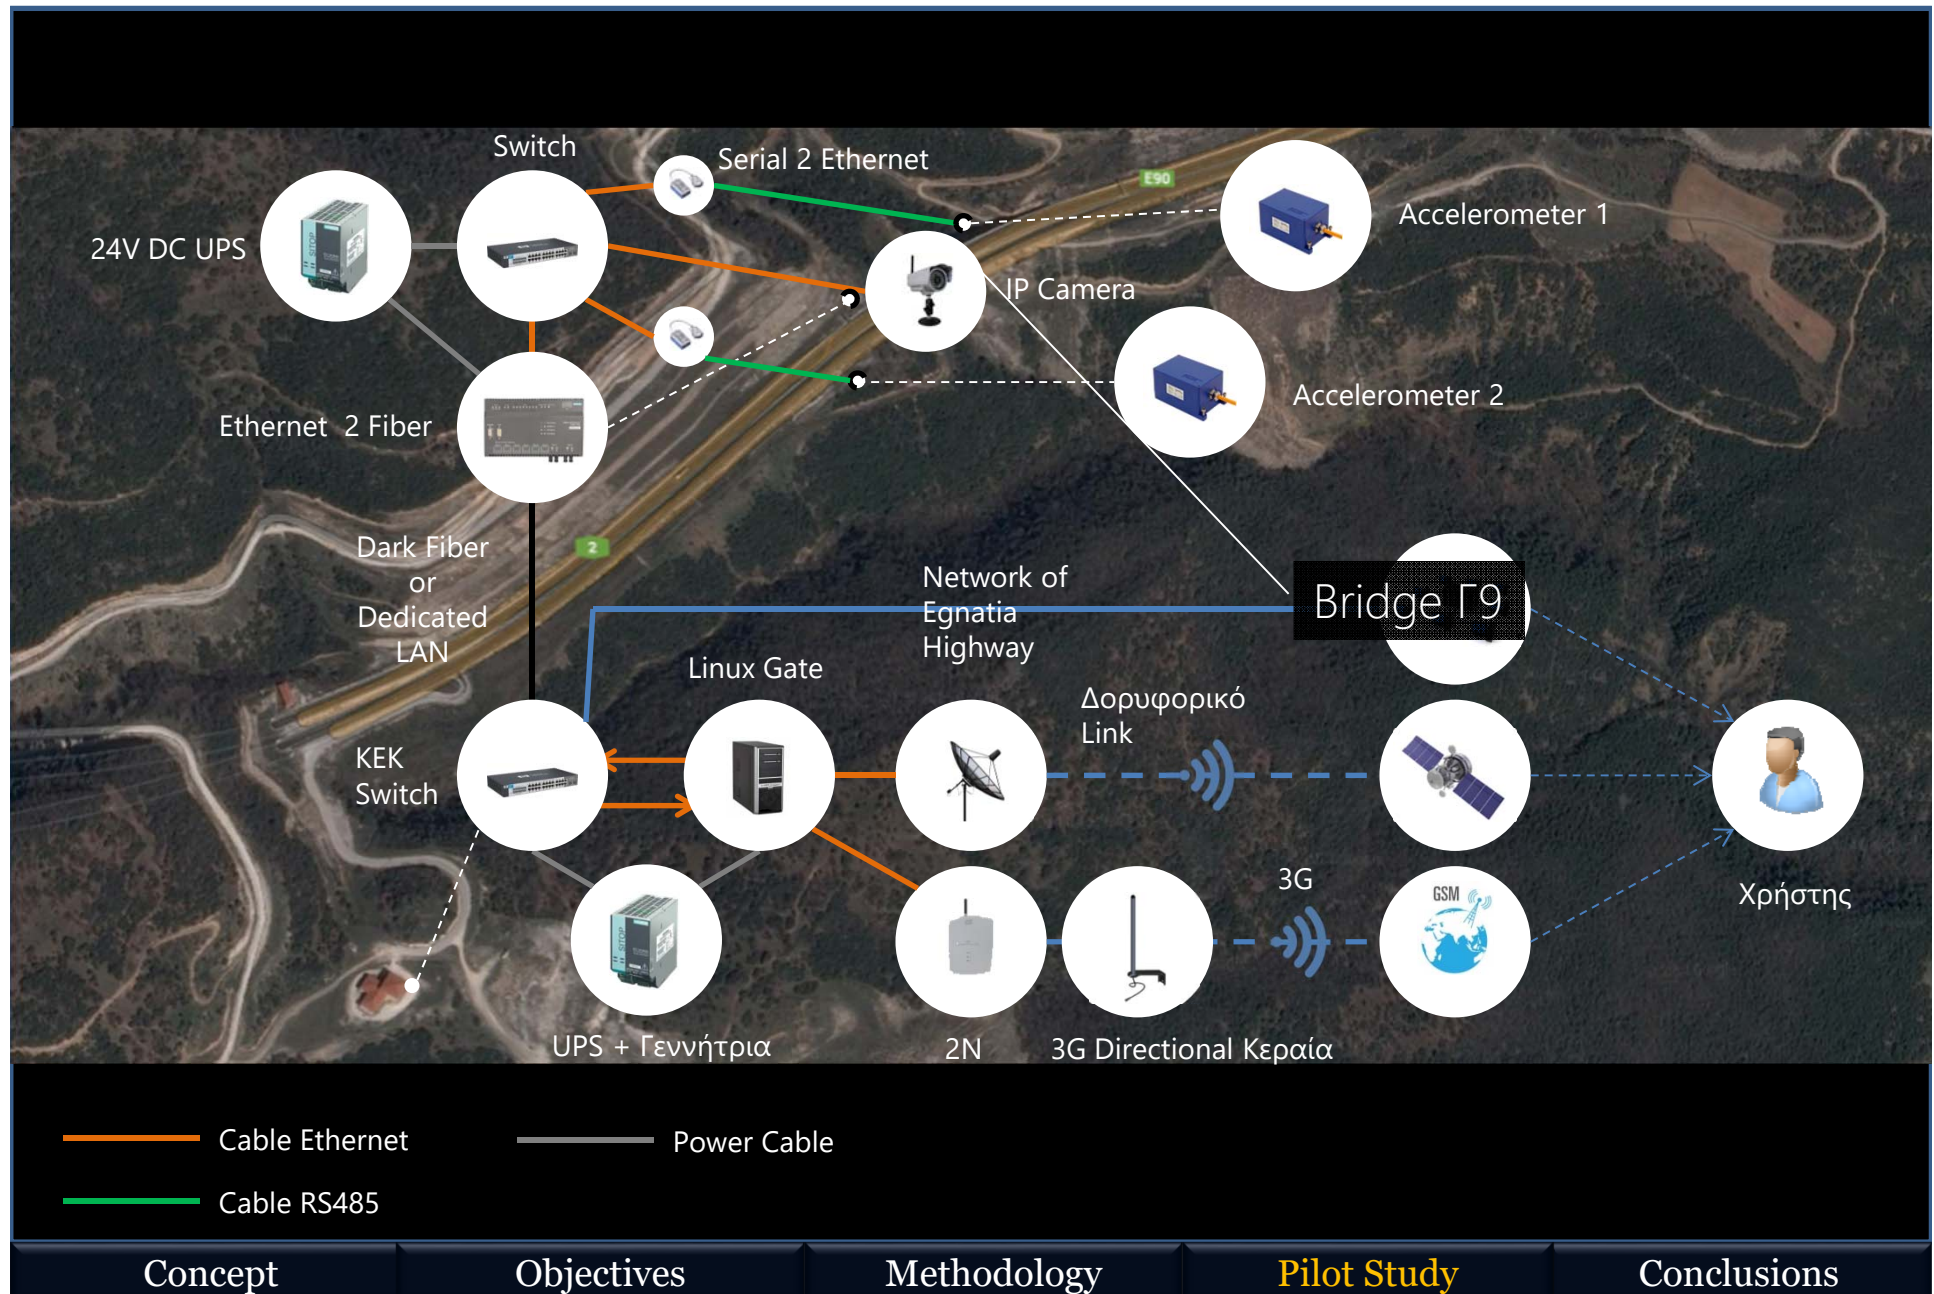 Switch
Serial 2 Ethernet
E90
Accelerometer 1
24V DC UPS
SITOP
IP Camera
Accelerometer 2
Ethernet 2 Fiber
Dark Fiber
or
Dedicated
LAN
2
Network of
Egnatia
Highway
Bridge Γ9
Linux Gate
Δορυφορικό
Link
KEK
Switch
3G
GSM
Χρήστης
SITOP
UPS + Γεννήτρια
2N
3G Directional Κεραία
Cable Ethernet
Power Cable
Cable RS485
Concept
Objectives
Methodology
Pilot Study
Conclusions